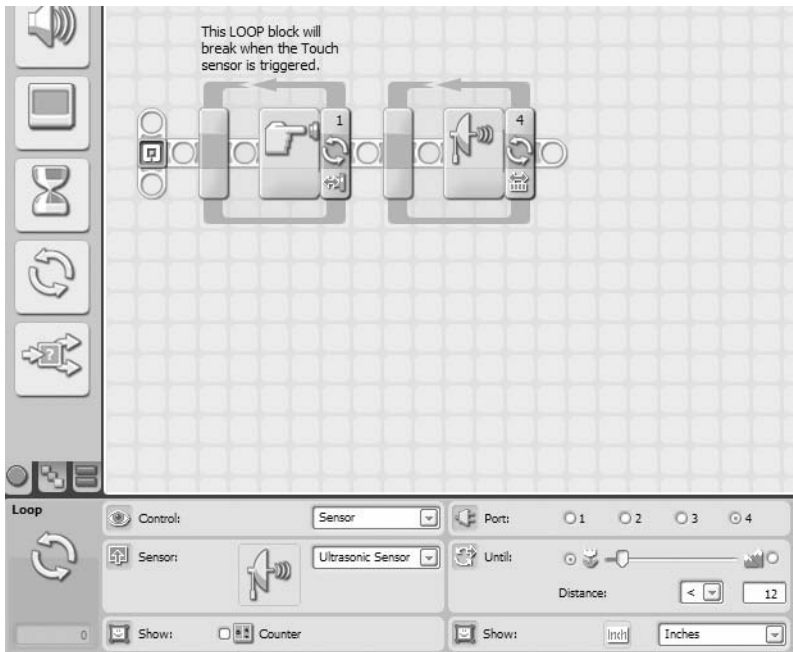 This LOOP block will
break when the Touch
sensor is triggered.
1
4
Loop
Control:
Sensor
Port:
1
2
3
4
Sensor:
Ultrasonic Sensor
Until:
Distance:
<
12
0
Show:
Counter
Show:
Inch
Inches